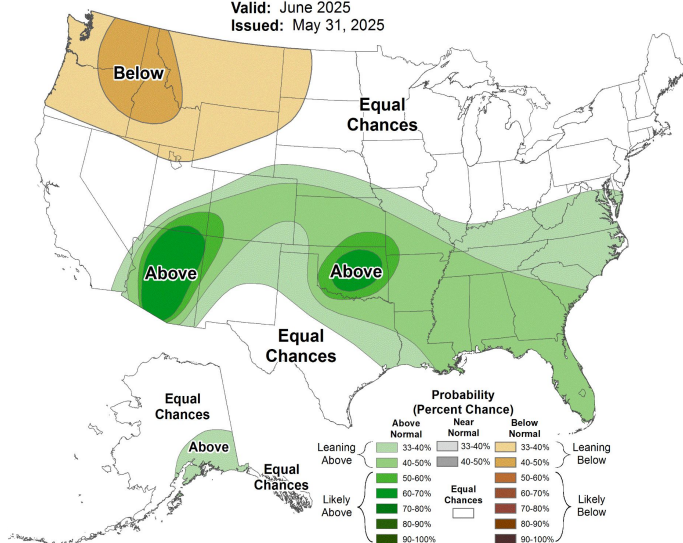 Valid: June 2025
Issued: May 31, 2025
Below
Equal
Chances
Above
Above
Equal
Chances
Equal
Chances
Above
Equal
Chances
Probability
(Percent Chance)
Above
Normal
Near
Normal
Below
Normal
Leaning
Above
33-40%
33-40%
33-40%
Leaning
Below
40-50%
40-50%
40-50%
Likely
Above
50-60%
50-60%
Likely
Below
60-70%
Equal
Chances
60-70%
70-80%
70-80%
80-90%
80-90%
90-100%
90-100%